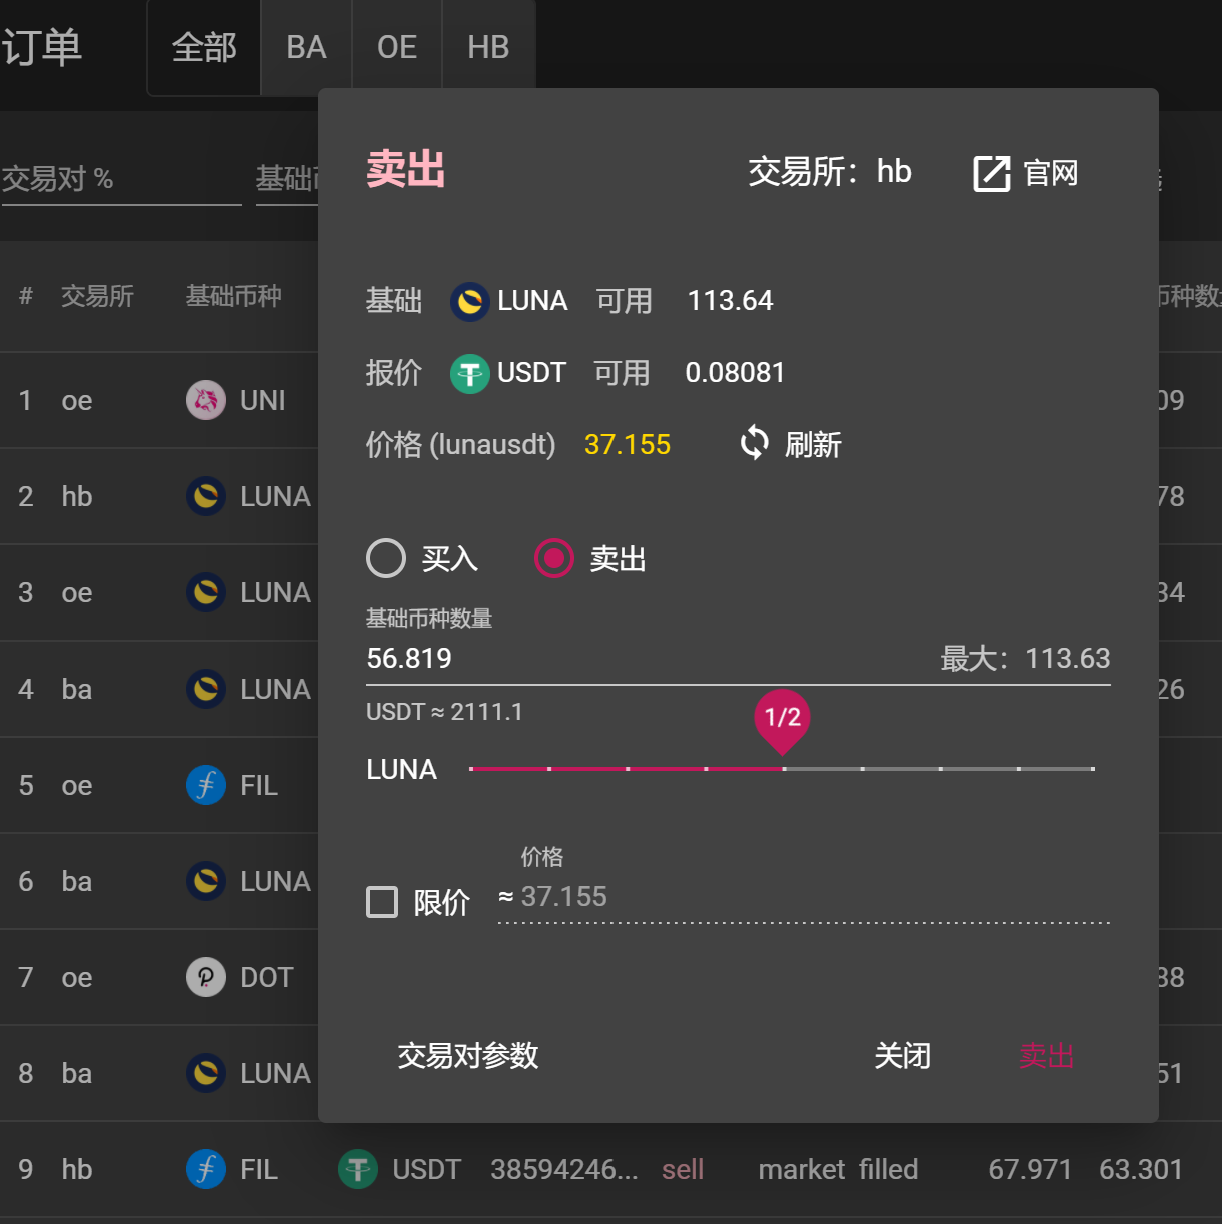 订单 全部 BA OE HB
卖出 交易所：hb 官网
交易对 % 基础
基础 LUNA 可用 113.64
# 交易所 基础币种 币种数
报价 USDT 可用 0.08081
1 oe UNI 09
价格 (lunausdt) 37.155 刷新
2 hb LUNA 78
买入 卖出
3 oe LUNA 34
基础币种数量
56.819 最大：113.63
4 ba LUNA 26
USDT ≈ 2111.1 1/2
LUNA
5 oe FIL
价格
6 ba LUNA
限价 ≈ 37.155
7 oe DOT 38
交易对参数 关闭 卖出
8 ba LUNA 51
9 hb FIL USDT 38594246... sell market filled 67.971 63.301